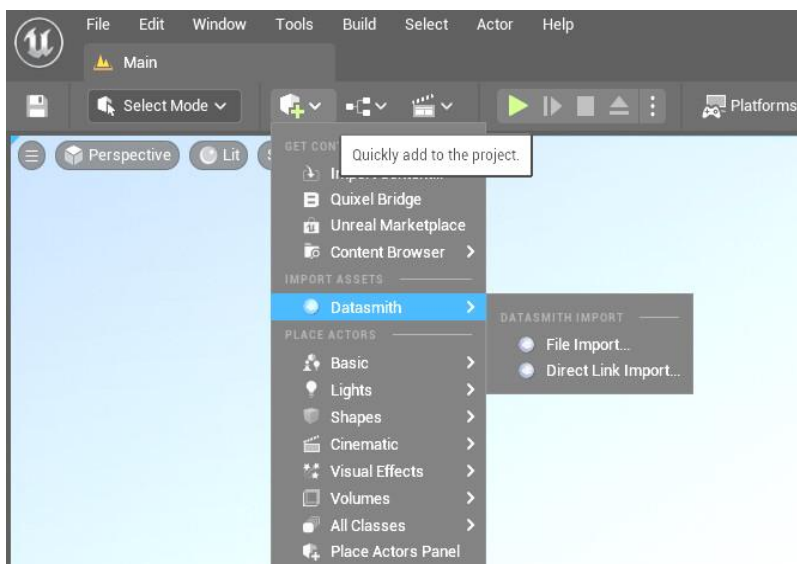 File Edit Window Tools Build Select Actor Help
Main
Select Mode
Platforms
Perspective
Lit
GET CON
Quickly add to the project.
Quixel Bridge
Unreal Marketplace
Content Browser
IMPORT ASSETS
Datasmith
DATASMITH IMPORT
File Import...
Direct Link Import...
PLACE ACTORS
Basic
Lights
Shapes
Cinematic
Visual Effects
Volumes
All Classes
Place Actors Panel